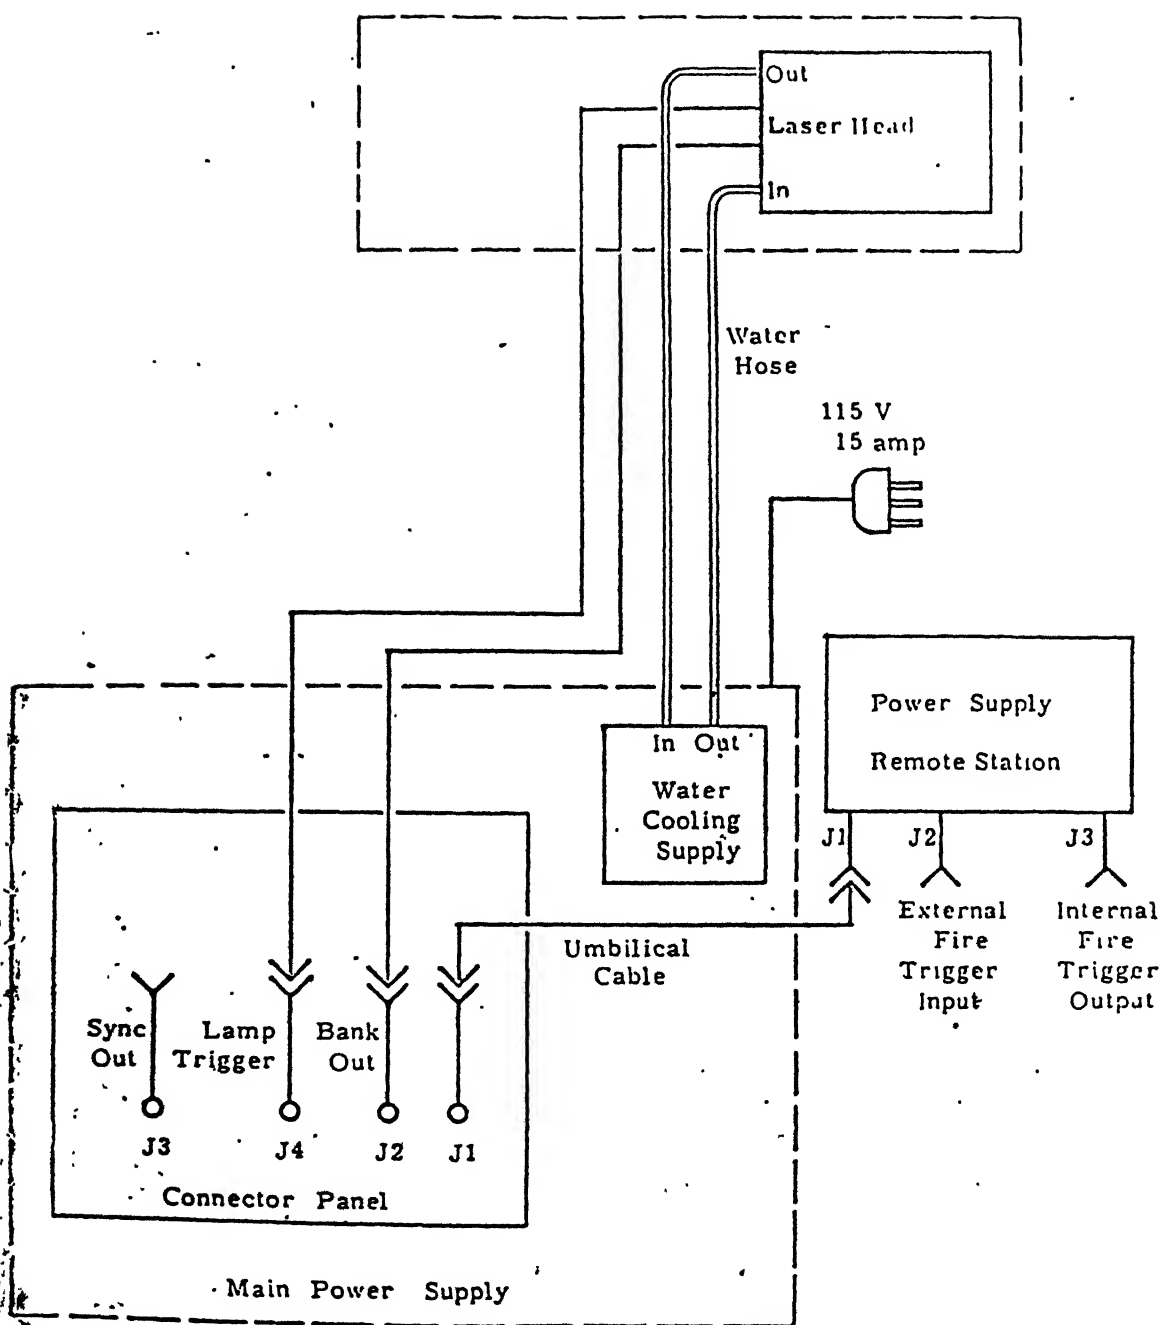 Out
Laser Head
In
Water
Hose
115 V
15 amp
Power Supply
Remote Station
In Out
Water
Cooling
Supply
J1
J2
J3
External
Fire
Trigger
Input
Internal
Fire
Trigger
Output
Umbilical
Cable
Sync
Out
Lamp
Trigger
Bank
Out
J3
J4
J2
J1
Connector Panel
Main Power Supply